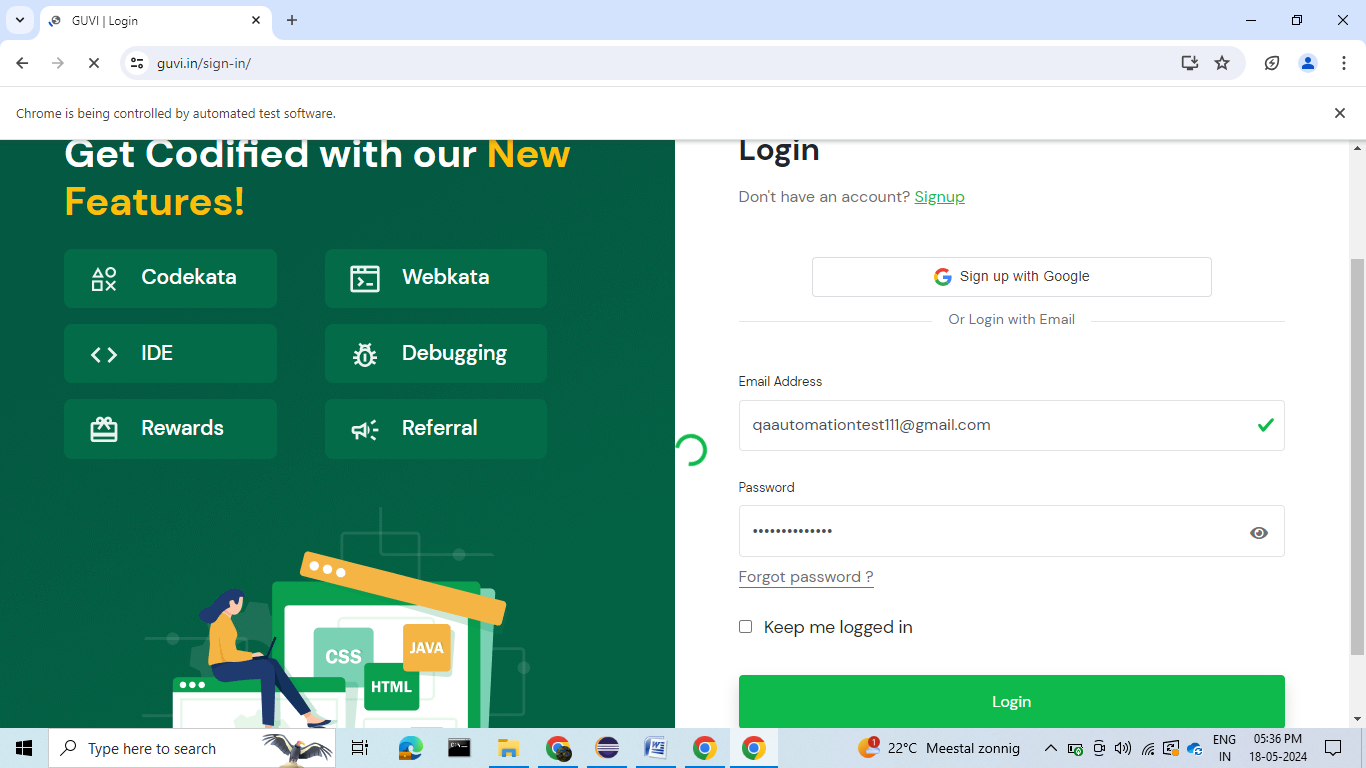 GUVI | Login
guvi.in/sign-in/
Chrome is being controlled by automated test software.
Get Codified with our New
Features!
Codekata
Webkata
IDE
Debugging
Rewards
Referral
CSS
JAVA
HTML
Login
Don't have an account? Signup
Sign up with Google
Or Login with Email
Email Address
qaautomationtest111@gmail.com
Password
••••••••••••••
Forgot password ?
Keep me logged in
Login
Type here to search
1
22°C Meestal zonnig
ENG
IN
05:36 PM
18-05-2024